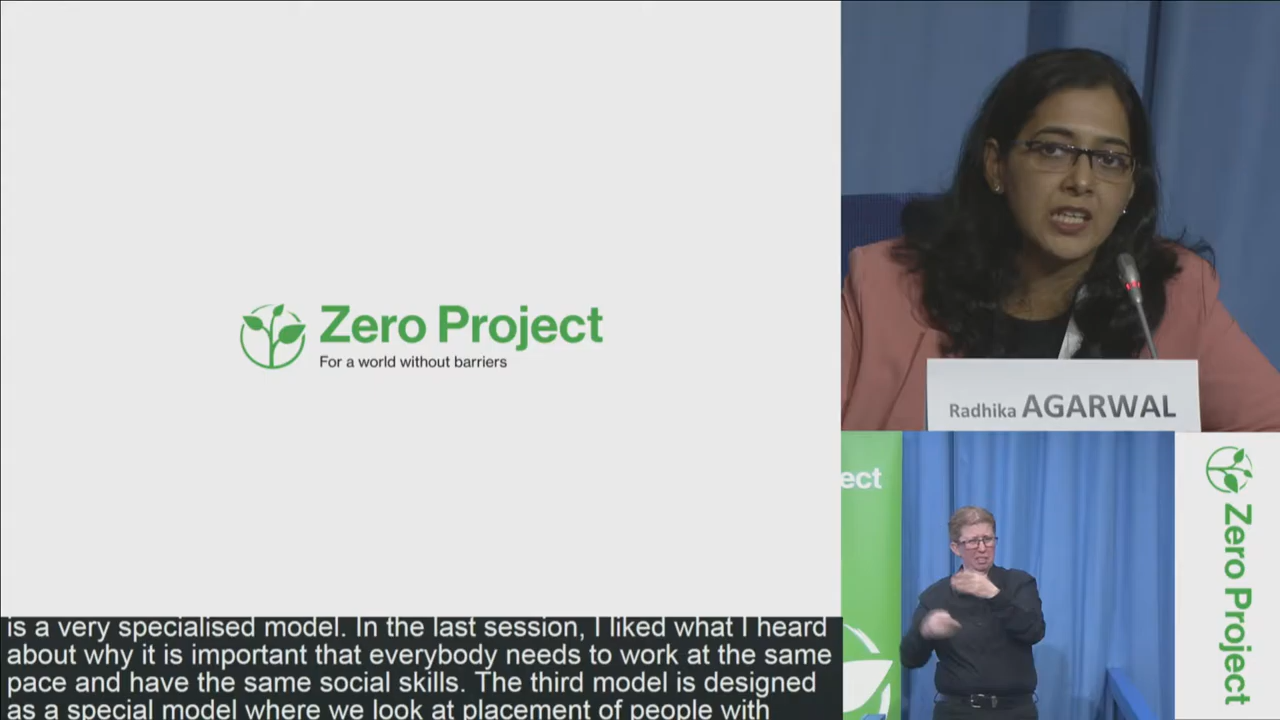 Zero Project
For a world without barriers
Radhika AGARWAL
ect
Zero Project
is a very specialised model. In the last session, I liked what I heard
about why it is important that everybody needs to work at the same
pace and have the same social skills. The third model is designed
as a special model where we look at placement of people with